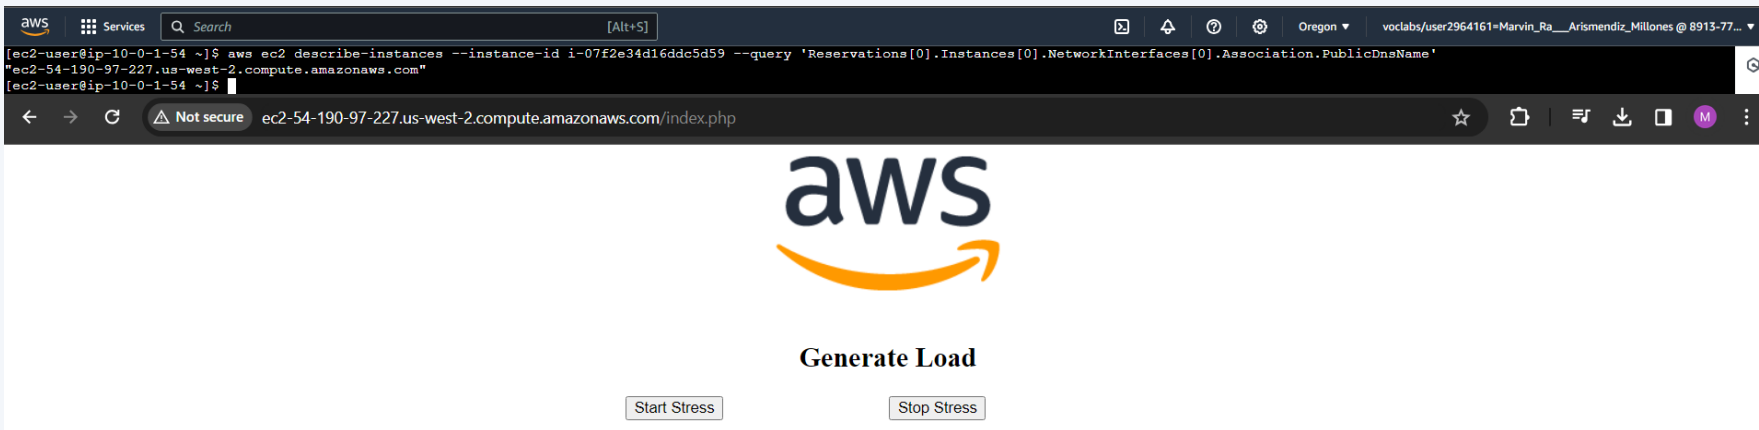 aws Services Search [Alt+S] Oregon voclabs/user2964161=Marvin_Ra___Arismendiz_Millones @ 8913-77...
[ec2-user@ip-10-0-1-54 ~]$ aws ec2 describe-instances --instance-id i-07f2e34d16ddc5d59 --query 'Reservations[0].Instances[0].NetworkInterfaces[0].Association.PublicDnsName'
"ec2-54-190-97-227.us-west-2.compute.amazonaws.com"
[ec2-user@ip-10-0-1-54 ~]$
Not secure ec2-54-190-97-227.us-west-2.compute.amazonaws.com/index.php M
aws
Generate Load
Start Stress Stop Stress